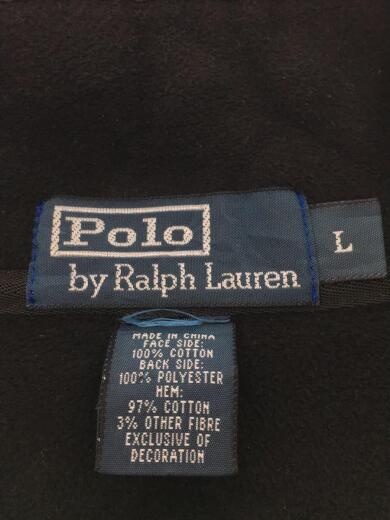 Polo
by Ralph Lauren
L
MADE IN CHINA
FACE SIDE:
100% COTTON
BACK SIDE:
100% POLYESTER
HEM:
97% COTTON
3% OTHER FIBRE
EXCLUSIVE OF
DECORATION